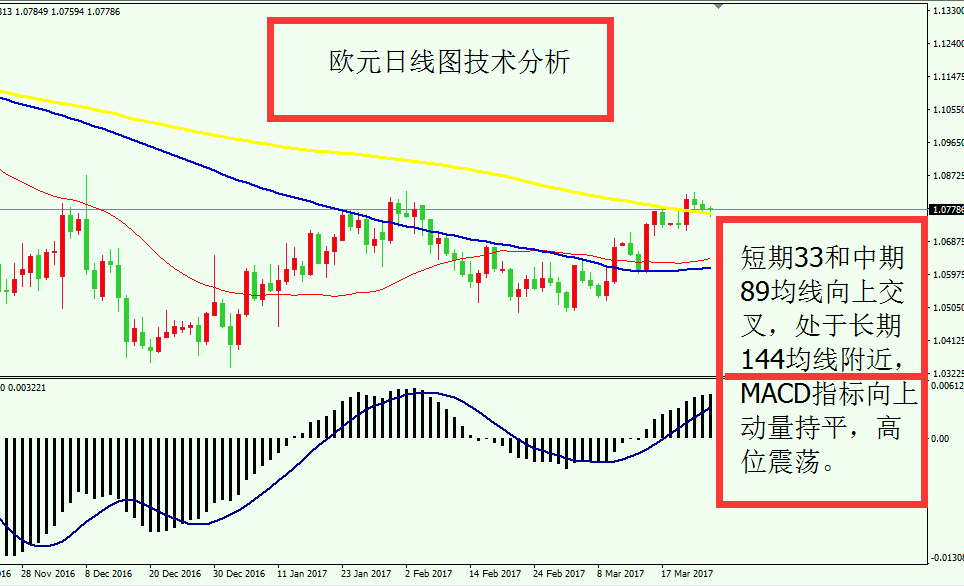 813 1.07849 1.07594 1.07786
欧元日线图技术分析
1.13300
1.12400
1.11475
1.10550
1.09650
1.08725
1.07786
1.06875
1.05975
1.05050
1.04125
1.03225
短期33和中期
89均线向上交
叉，处于长期
144均线附近，
MACD指标向上
动量持平，高
位震荡。
0 0.003221
0.00612
0.00
-0.01308
016 28 Nov 2016 8 Dec 2016 20 Dec 2016 30 Dec 2016 11 Jan 2017 23 Jan 2017 2 Feb 2017 14 Feb 2017 24 Feb 2017 8 Mar 2017 17 Mar 2017